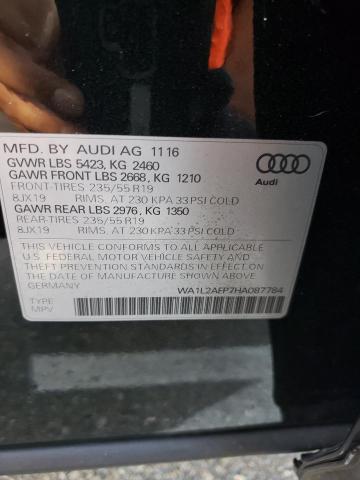 MFD. BY AUDI AG 11 16
GVWR LBS 5423, KG 2460
GAWR FRONT LBS 2668, KG 1210
FRONT-TIRES 235/55 R19
8JX19 RIMS. AT 230 KPA 33 PSI COLD
GAWR REAR LBS 2976, KG 1350
REAR-TIRES 235/55 R19
8JX19 RIMS. AT 230 KPA 33 PSI COLD
Audi
THIS VEHICLE CONFORMS TO ALL APPLICABLE
U.S. FEDERAL MOTOR VEHICLE SAFETY AND
THEFT PREVENTION STANDARDS IN EFFECT
ON THE DATE OF MANUFACTURE SHOWN ABOVE
GERMANY
WA1L2AFP7HA087784
TYPE
MPV